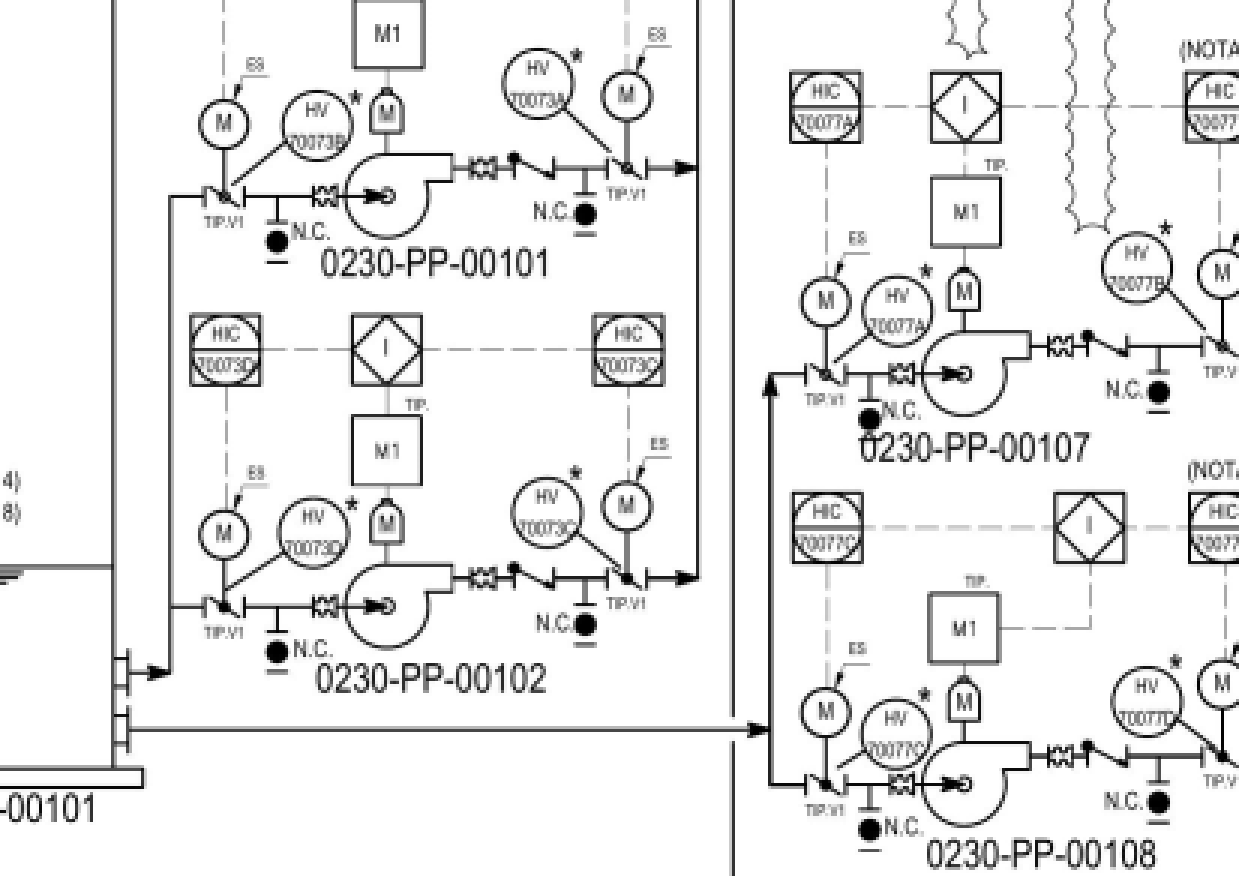 M1
ES
HV
70073B
*
M
M
HV
70073A
*
ES
M
TIP.V1
N.C.
N.C.
TIP.V1
0230-PP-00101
HIC
70073D
I
HIC
70073C
TIP.
M1
ES
M
HV
70073D
*
M
HV
70073C
*
ES
M
TIP.V1
N.C.
N.C.
TIP.V1
0230-PP-00102
4)
8)
-00101
(NOTA
HIC
70077A
I
HIC
70077
TIP.
M1
ES
M
HV
70077A
*
M
HV
70077B
*
M
TIP.V1
N.C.
N.C.
TIP.V
0230-PP-00107
(NOTA
HIC
70077C
I
HIC
70077
TIP.
M1
ES
M
HV
70077C
*
M
HV
70077D
*
M
TIP.V1
N.C.
N.C.
TIP.V
0230-PP-00108